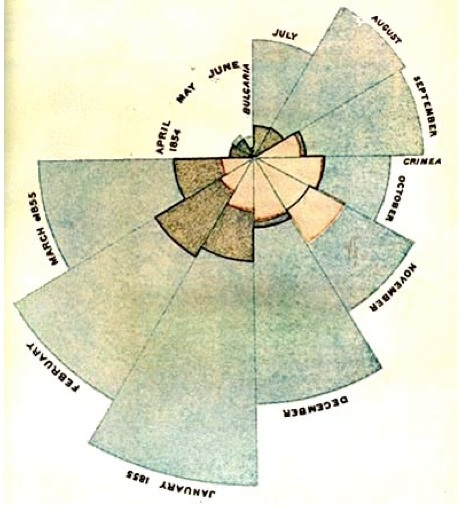 APRIL
1854
MAY
JUNE
BULGARIA
JULY
AUGUST
SEPTEMBER
CRIMEA
OCTOBER
NOVEMBER
DECEMBER
JANUARY 1855
FEBRUARY
MARCH 1855